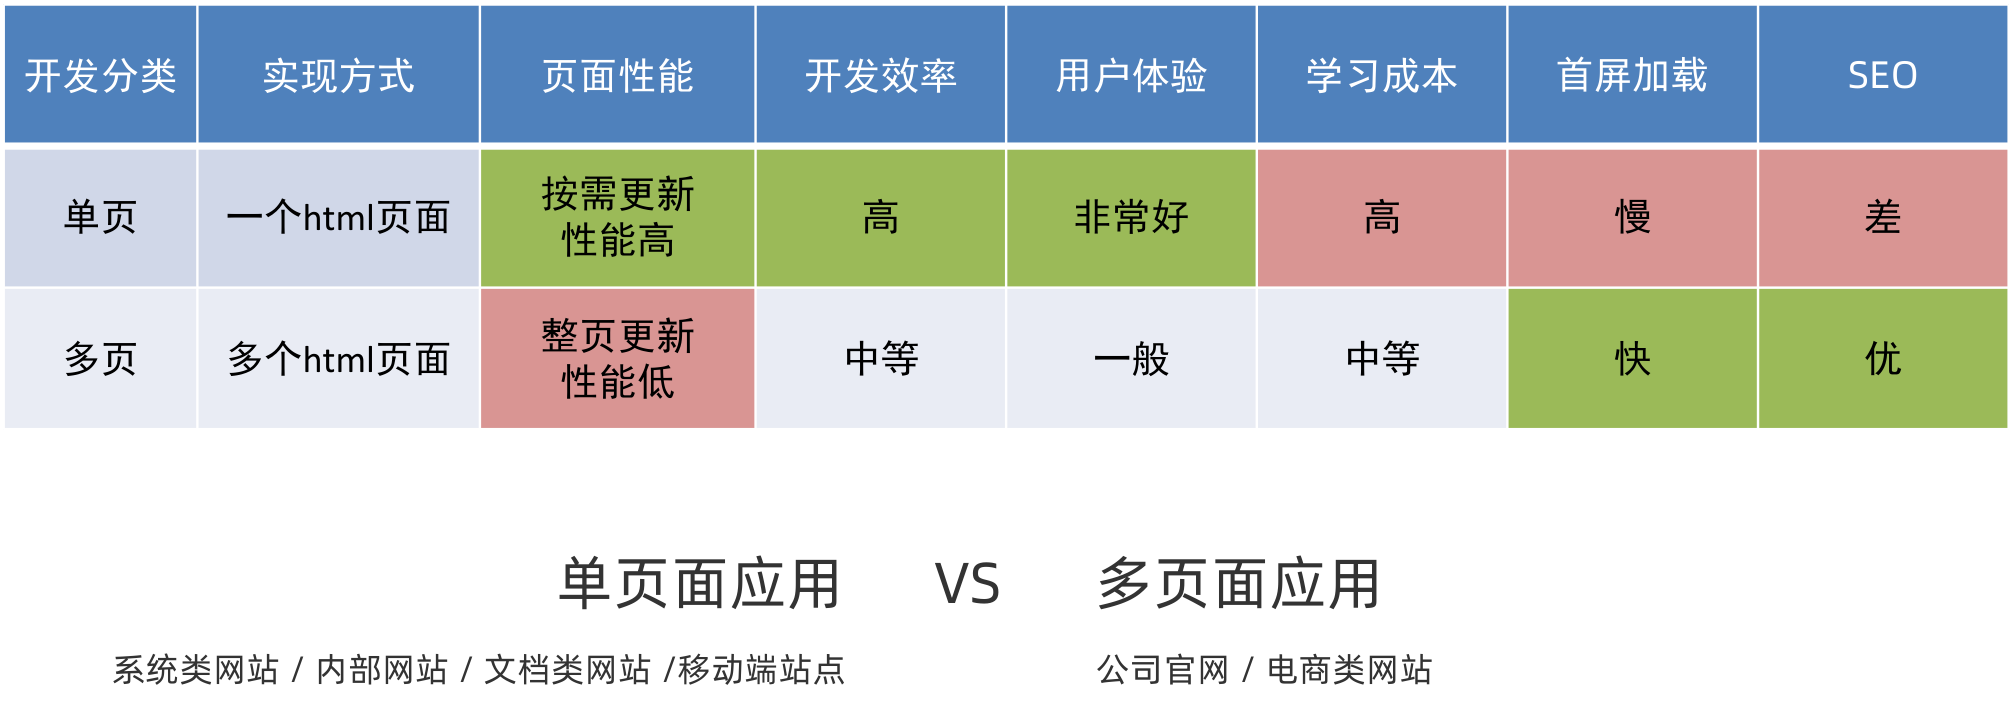 开发分类 实现方式 页面性能 开发效率 用户体验 学习成本 首屏加载 SEO
单页 一个html页面 按需更新 性能高 高 非常好 高 慢 差
多页 多个html页面 整页更新 性能低 中等 一般 中等 快 优
单页面应用 VS 多页面应用
系统类网站 / 内部网站 / 文档类网站 /移动端站点 公司官网 / 电商类网站